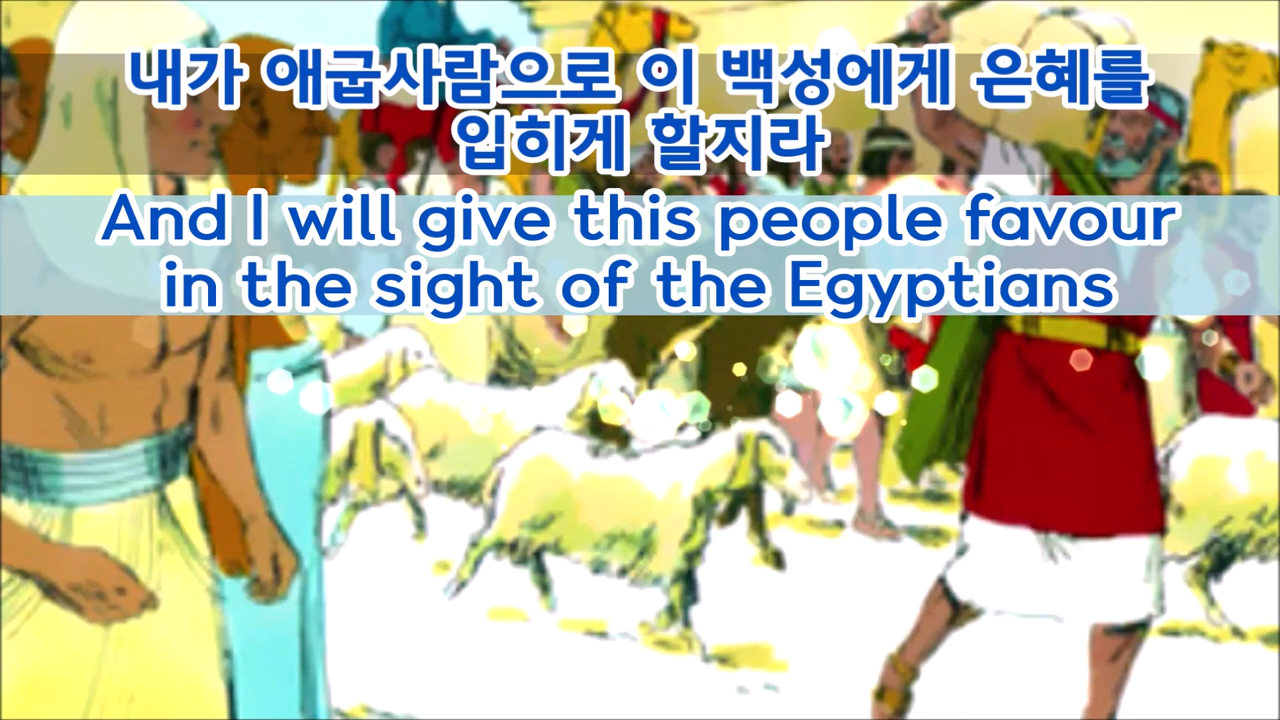 내가 애굽사람으로 이 백성에게 은혜를
입히게 할지라
And I will give this people favour
in the sight of the Egyptians